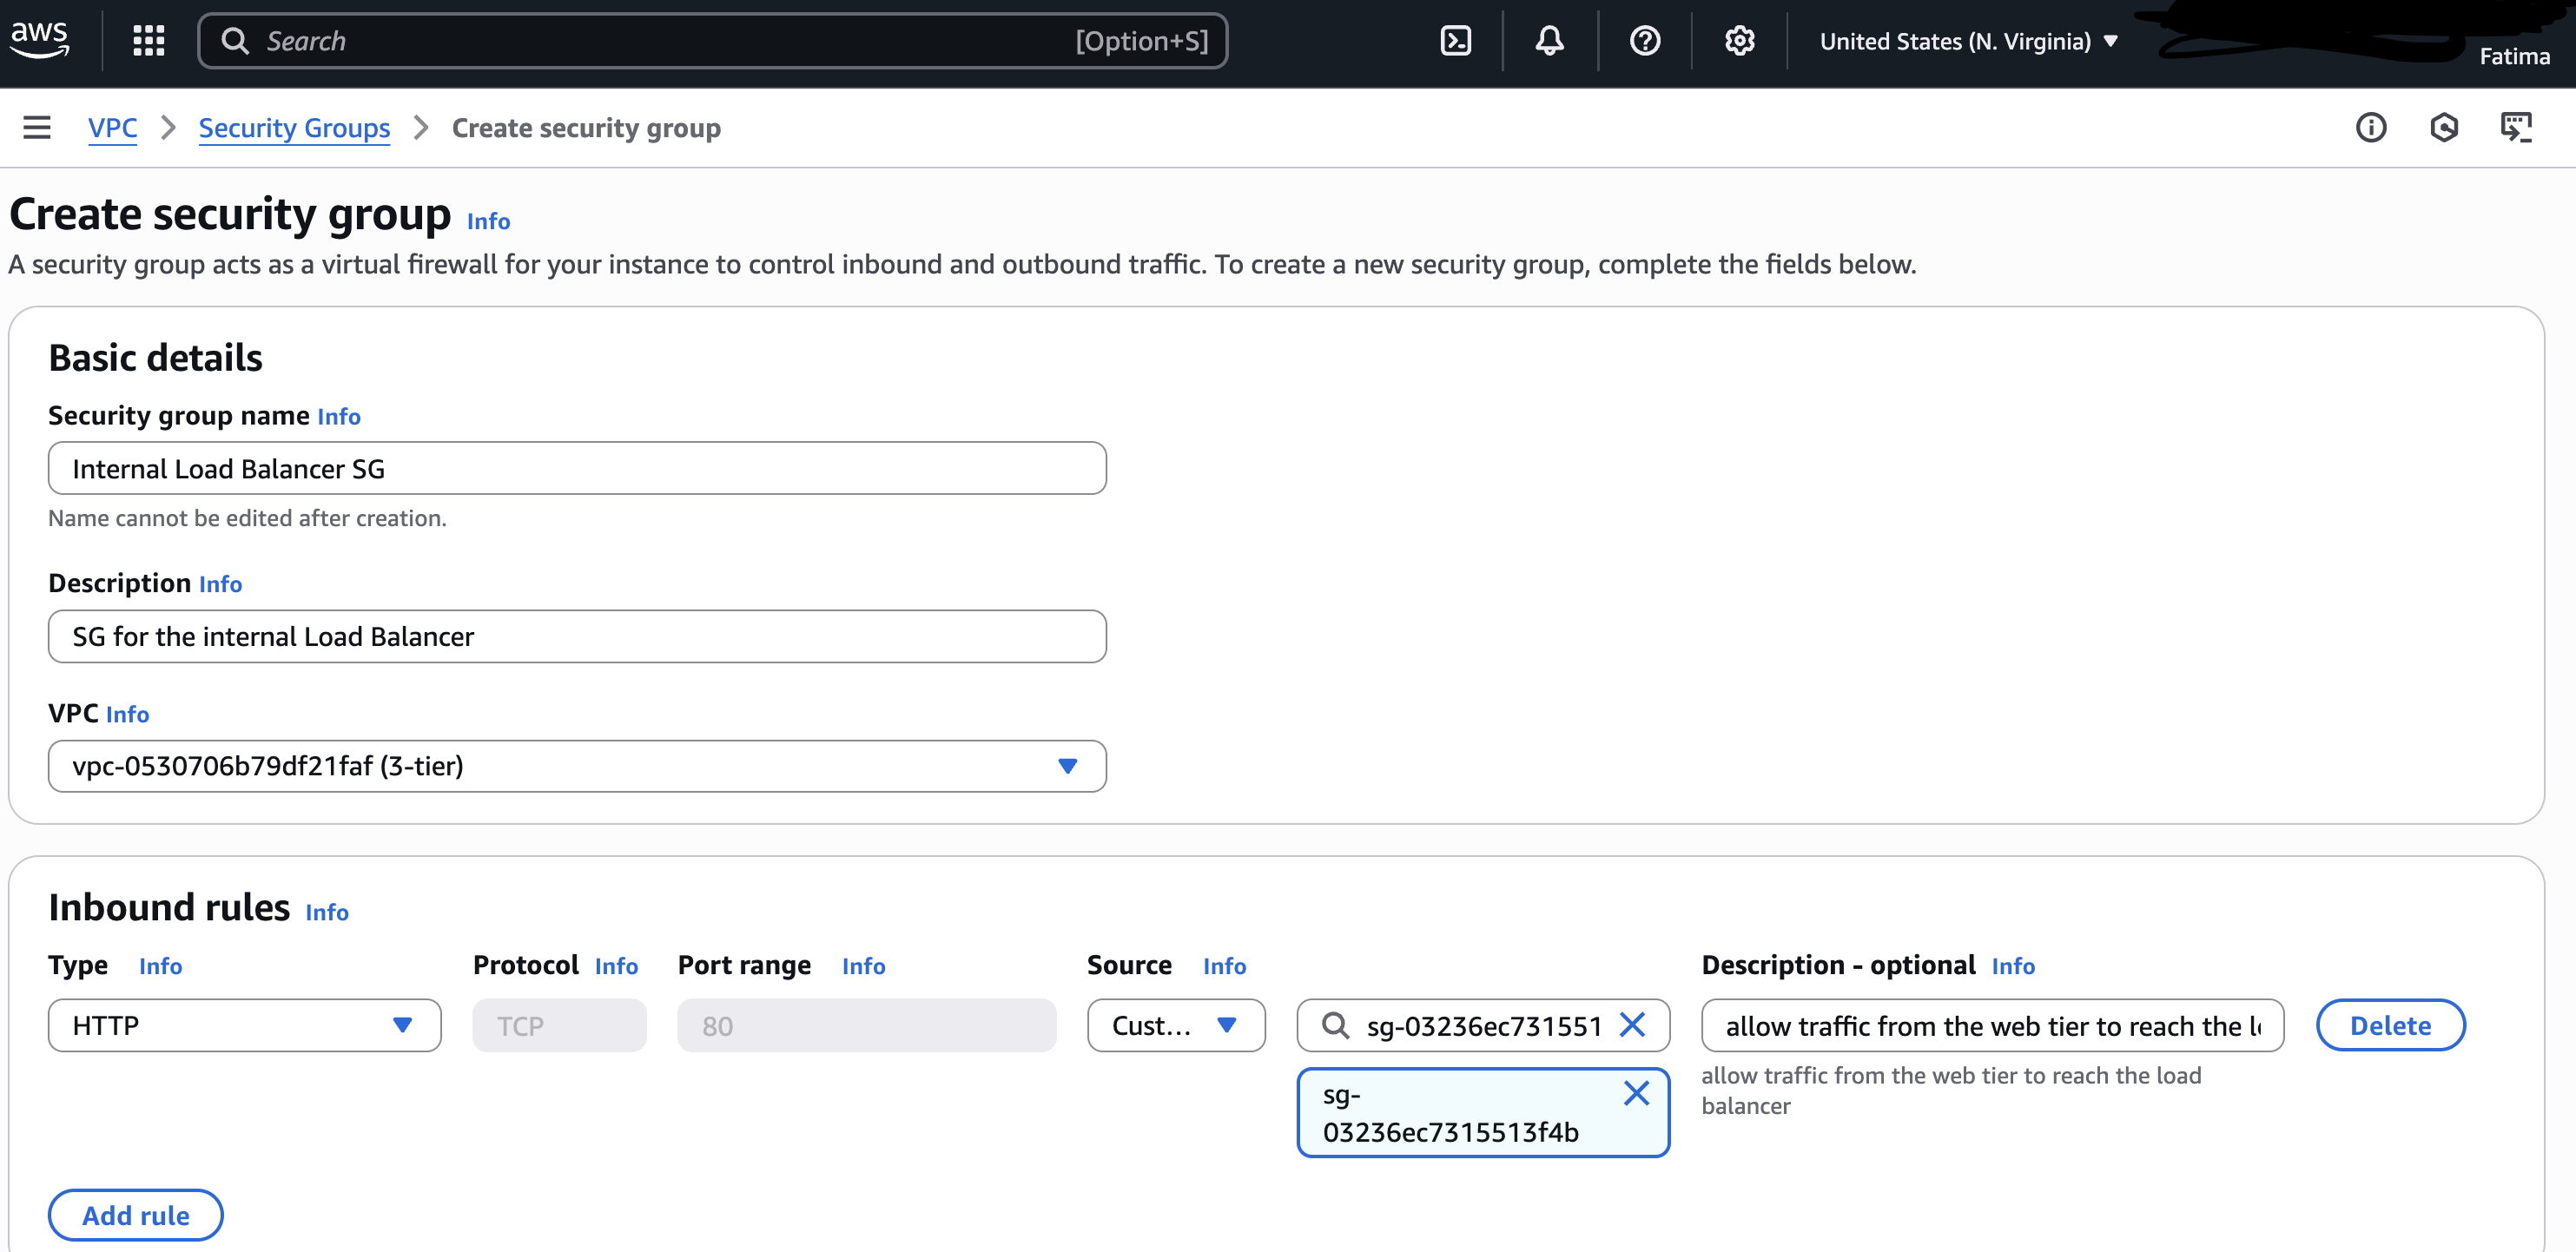 aws
Search
[Option+S]
United States (N. Virginia)
Fatima
VPC
Security Groups
Create security group
Create security group Info
A security group acts as a virtual firewall for your instance to control inbound and outbound traffic. To create a new security group, complete the fields below.
Basic details
Security group name Info
Internal Load Balancer SG
Name cannot be edited after creation.
Description Info
SG for the internal Load Balancer
VPC Info
vpc-0530706b79df21faf (3-tier)
Inbound rules Info
Type Info Protocol Info Port range Info Source Info Description - optional Info
HTTP TCP 80 Cust... sg-03236ec731551 allow traffic from the web tier to reach the Delete
sg-
03236ec7315513f4b
allow traffic from the web tier to reach the load
balancer
Add rule